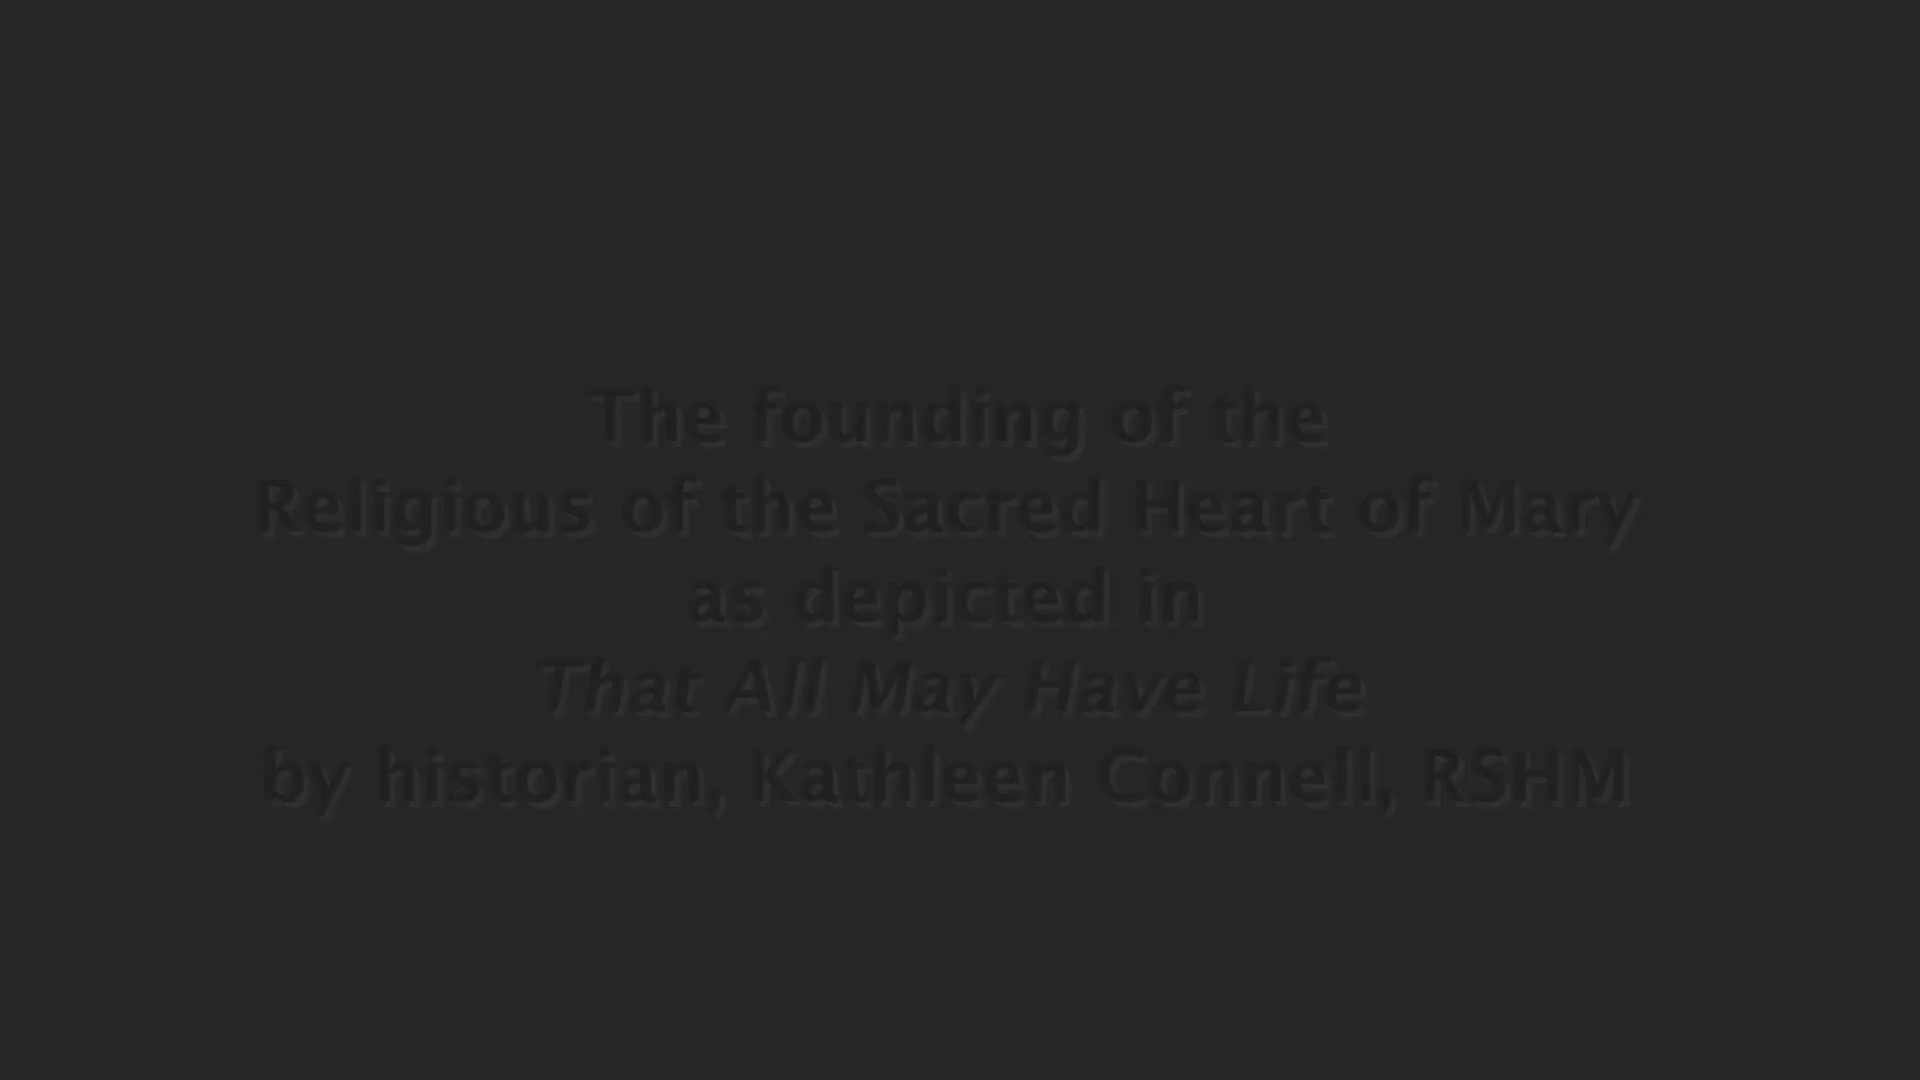 The founding of the
Religious of the Sacred Heart of Mary
as depicted in
That All May Have Life
by historian, Kathleen Connell, RSHM